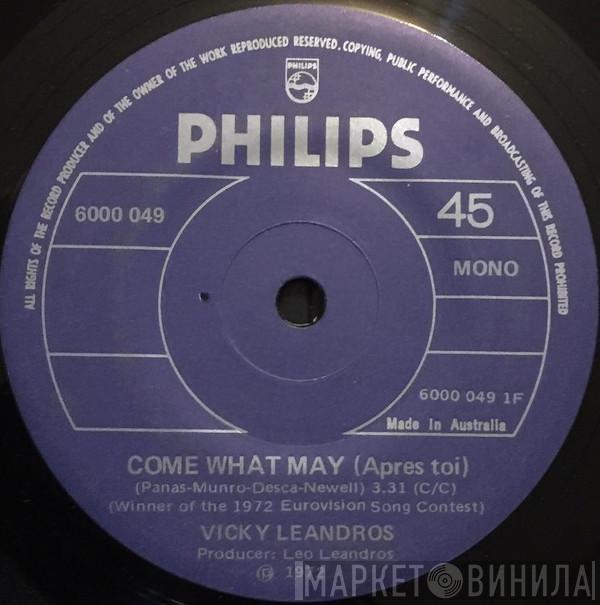 ALL RIGHTS OF THE RECORD PRODUCER AND OF THE OWNER OF THE WORK REPRODUCED RESERVED. COPYING, PUBLIC PERFORMANCE AND BROADCASTING OF THIS RECORD PROHIBITED
PHILIPS
PHILIPS
6000 049
45
MONO
6000 049 1F
Made In Australia
COME WHAT MAY (Apres toi)
(Panas-Munro-Desca-Newell) 3.31 (C/C)
(Winner of the 1972 Eurovision Song Contest)
VICKY LEANDROS
Producer: Leo Leandros
Ⓟ 1972
МАРКЕТ ВИНИЛА